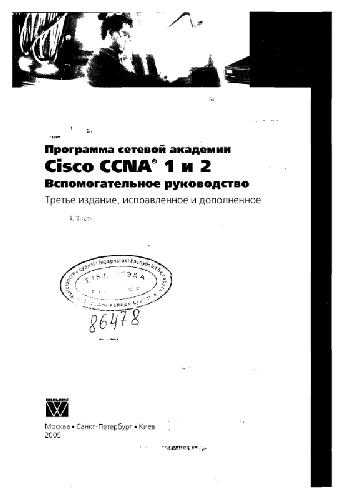 Программа сетевой академии
Cisco CCNA® 1 и 2
Вспомогательное руководство
Третье издание, исправленное и дополненное
86478
Москва • Санкт-Петербург • Киев
2005